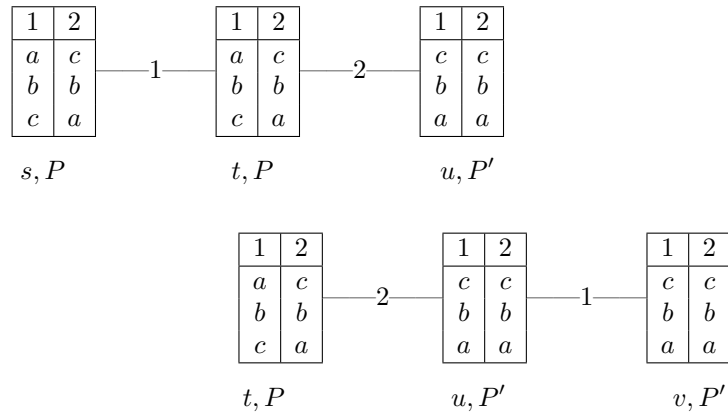 1 2 1 2 1 2
a c a c c c
b b 1 b b 2 b b
c a c a a a
s, P t, P u, P′
1 2 1 2 1 2
a c c c c c
b b 2 b b 1 b b
c a a a a a
t, P u, P′ v, P′